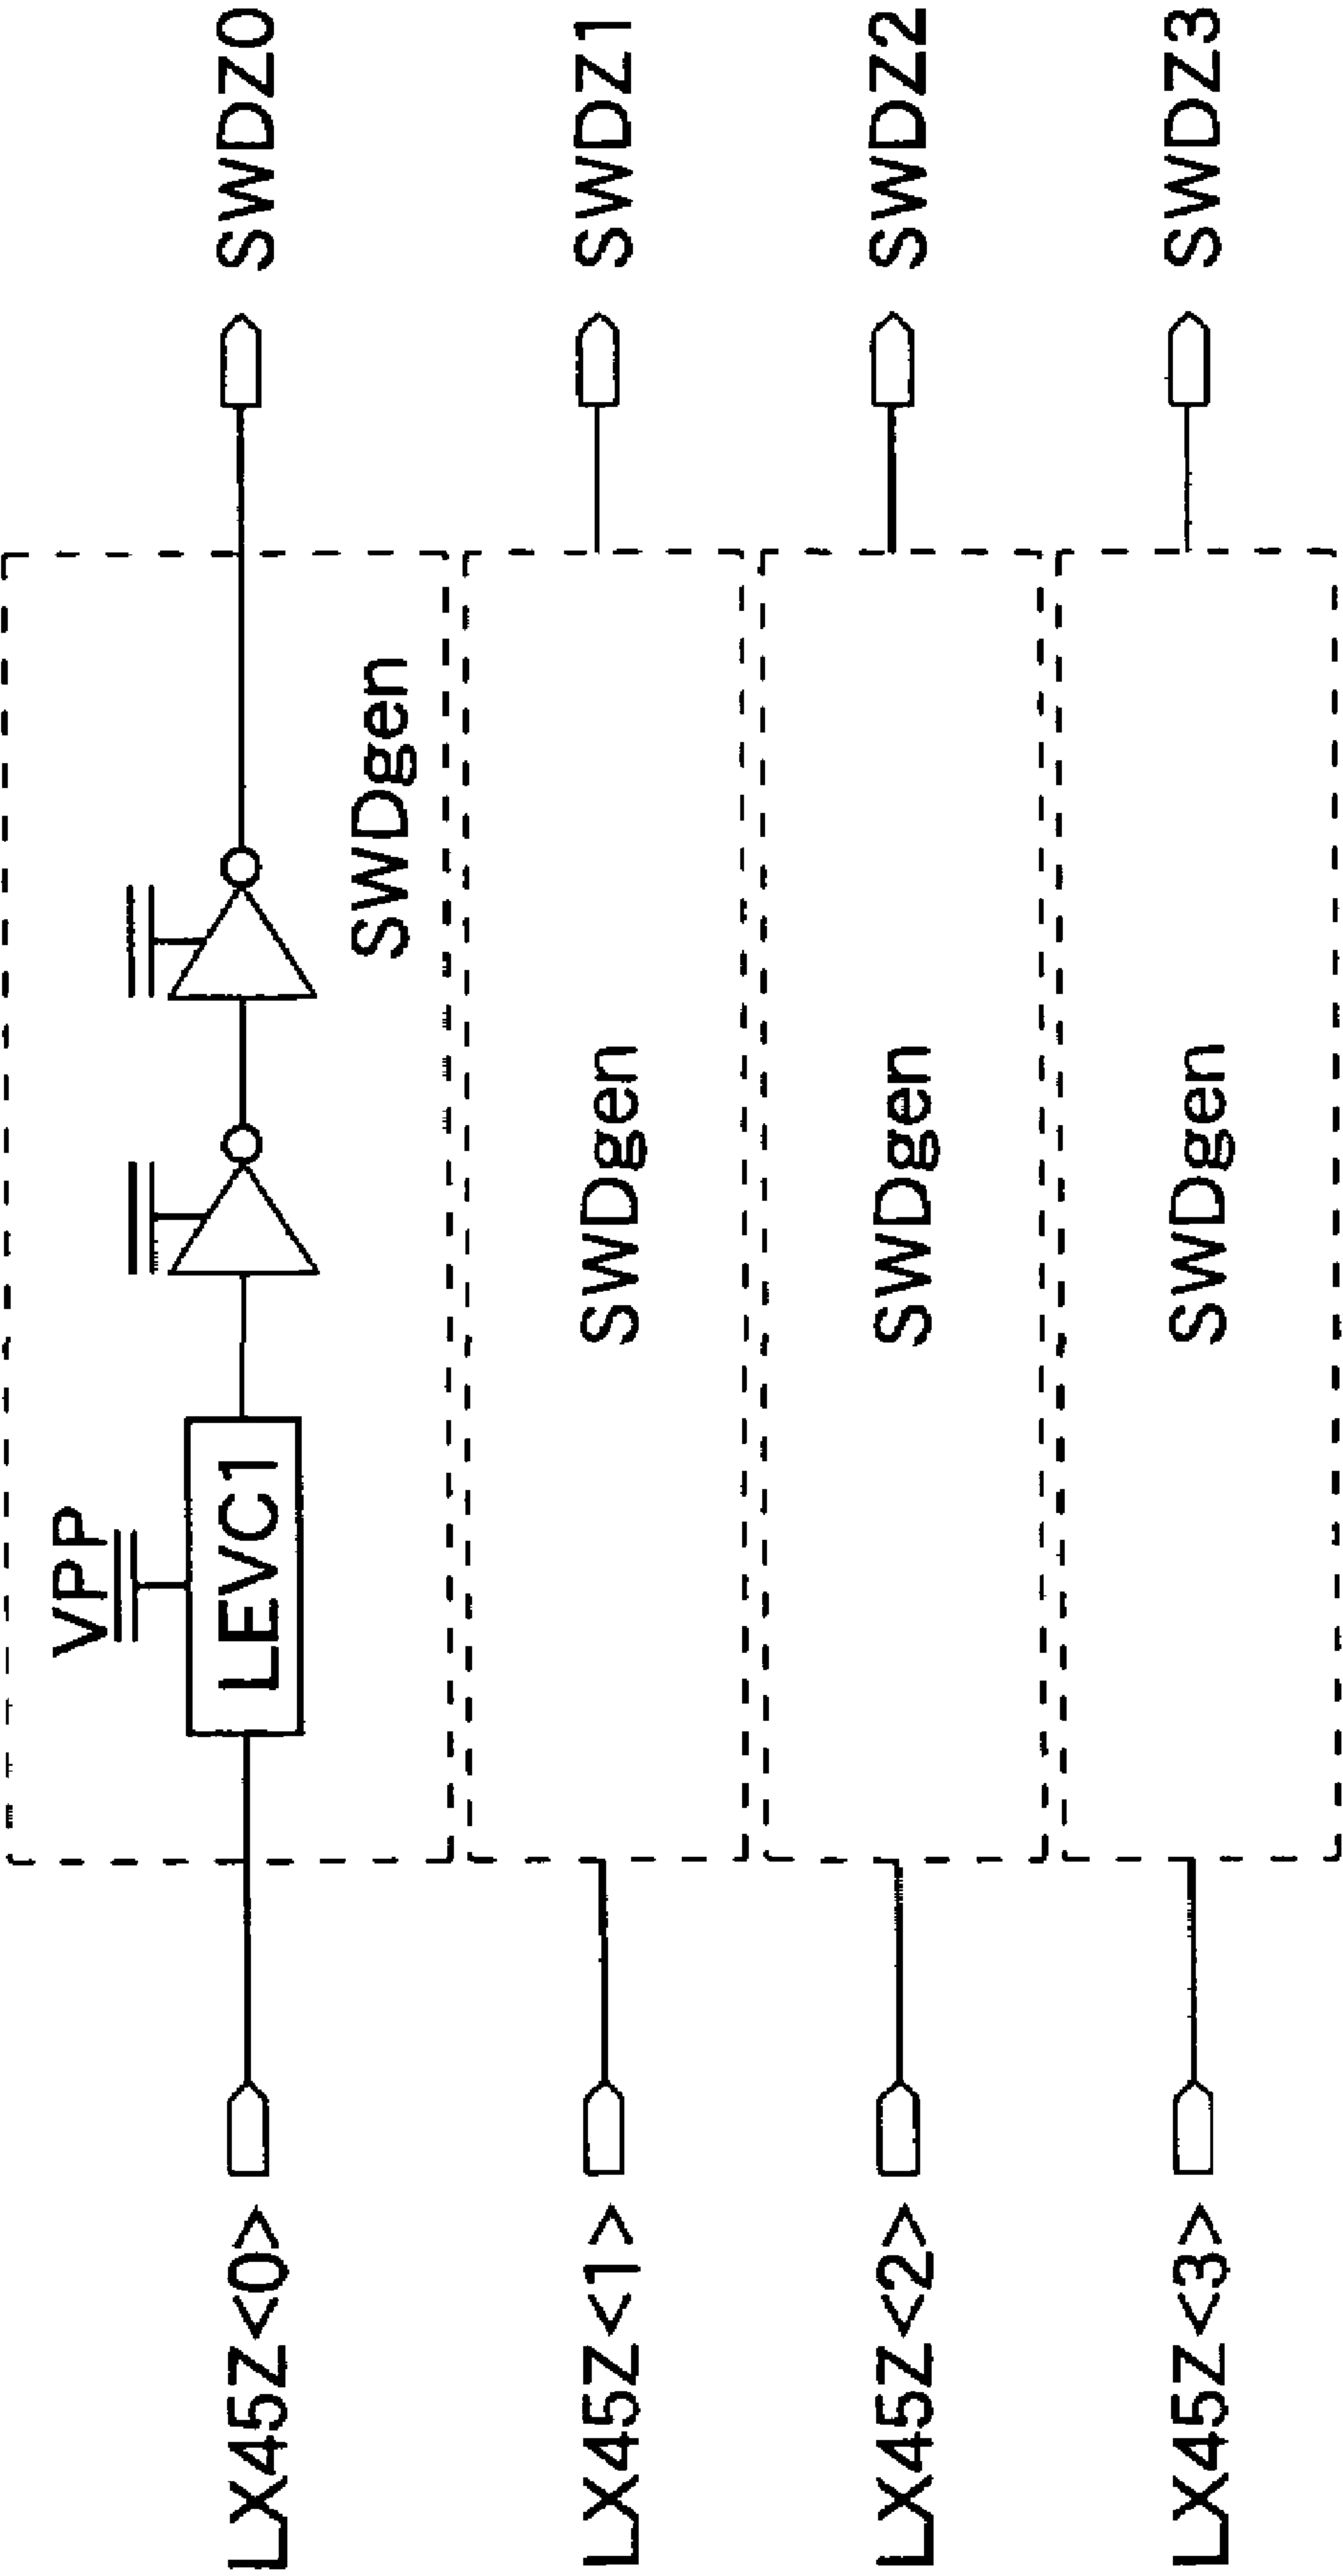 LX45Z<0>
VPP
LEVC1
SWDgen
SWDZ0
LX45Z<1>
SWDgen
SWDZ1
LX45Z<2>
SWDgen
SWDZ2
LX45Z<3>
SWDgen
SWDZ3